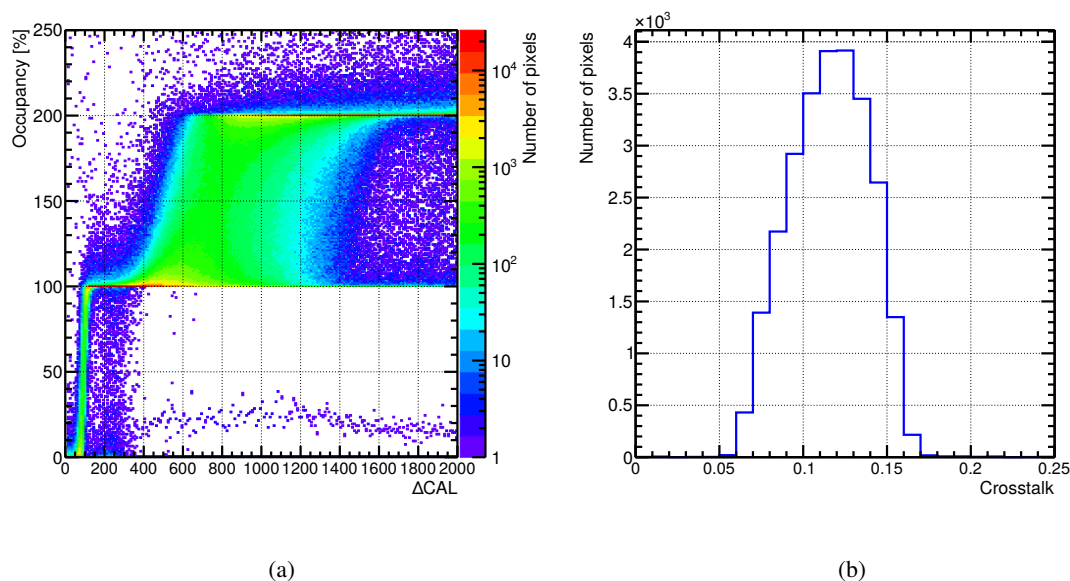 Occupancy [%]
250
200
150
100
50
0
0 200 400 600 800 1000 1200 1400 1600 1800 2000
ΔCAL
10⁴
10³
10²
10
1
Number of pixels
×10³
Number of pixels
4
3.5
3
2.5
2
1.5
1
0.5
0
0 0.05 0.1 0.15 0.2 0.25
Crosstalk
(a)
(b)